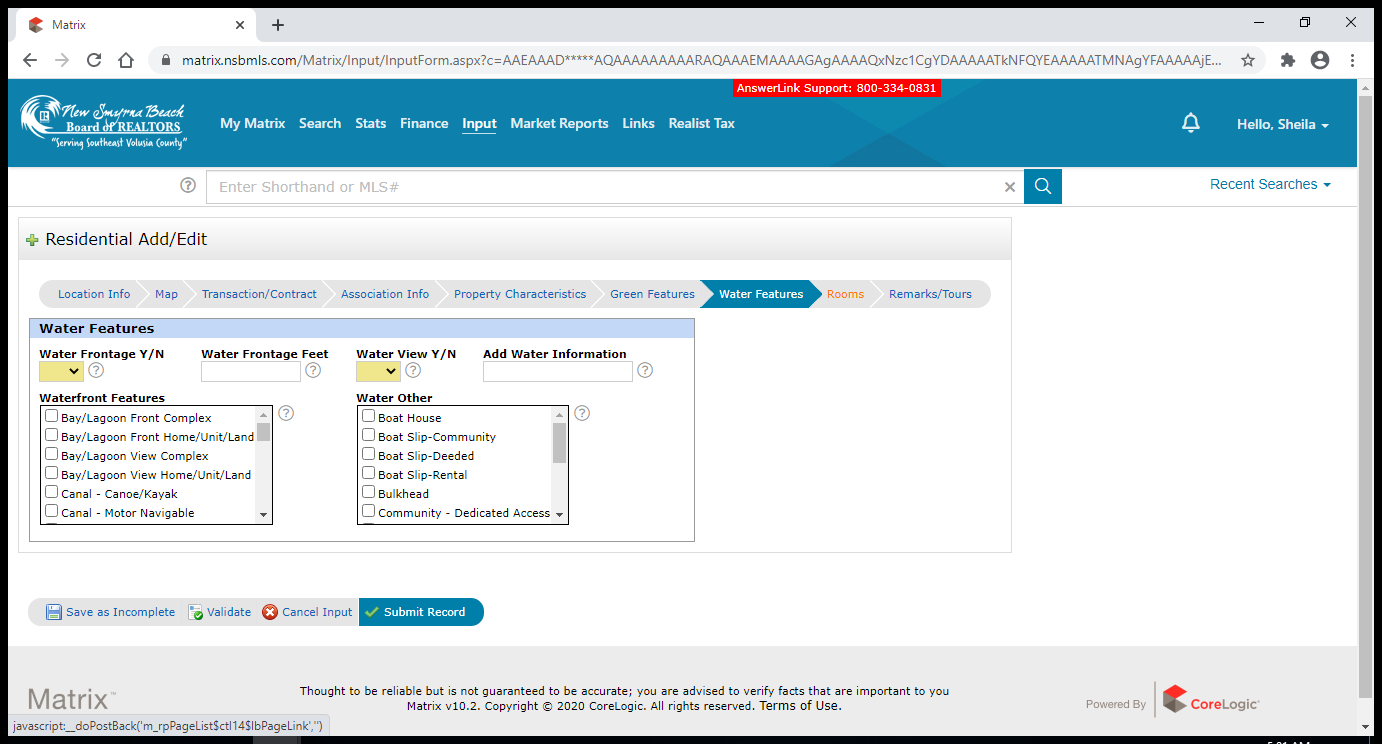 Matrix
matrix.nsbmls.com/Matrix/Input/InputForm.aspx?c=AAEAAAD*****AQAAAAAAAAARAQAAAEMAAAAGAgAAAAQxNzc1CgYDAAAAATkNFQYEAAAAATMNAgYFAAAAAjE...
AnswerLink Support: 800-334-0831
New Smyrna Beach
Board of REALTORS
"Serving Southeast Volusia County"
My Matrix Search Stats Finance Input Market Reports Links Realist Tax
Hello, Sheila
Enter Shorthand or MLS#
Recent Searches
Residential Add/Edit
Location Info Map Transaction/Contract Association Info Property Characteristics Green Features Water Features Rooms Remarks/Tours
Water Features
Water Frontage Y/N Water Frontage Feet Water View Y/N Add Water Information
Waterfront Features Water Other
Bay/Lagoon Front Complex Boat House
Bay/Lagoon Front Home/Unit/Land Boat Slip-Community
Bay/Lagoon View Complex Boat Slip-Deeded
Bay/Lagoon View Home/Unit/Land Boat Slip-Rental
Canal - Canoe/Kayak Bulkhead
Canal - Motor Navigable Community - Dedicated Access
Save as Incomplete Validate Cancel Input Submit Record
Matrix™
Thought to be reliable but is not guaranteed to be accurate; you are advised to verify facts that are important to you
Matrix v10.2. Copyright © 2020 CoreLogic. All rights reserved. Terms of Use.
Powered By CoreLogic
javascript:__doPostBack('m_rpPageList$ctl14$lbPageLink','')